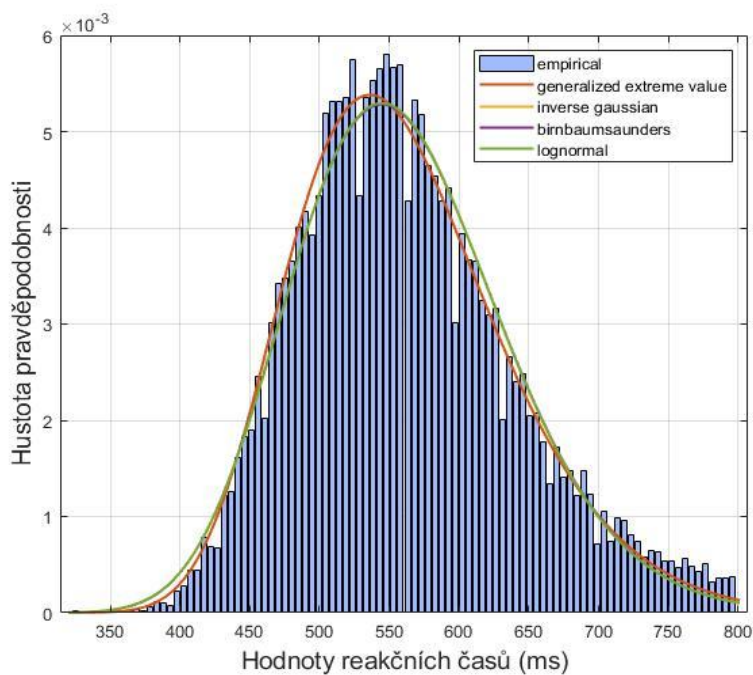 ×10-3
6
5
4
3
2
1
0
Hustota pravděpodobnosti
empirical
generalized extreme value
inverse gaussian
birnbaumsaunders
lognormal
350 400 450 500 550 600 650 700 750 800
Hodnoty reakčních časů (ms)